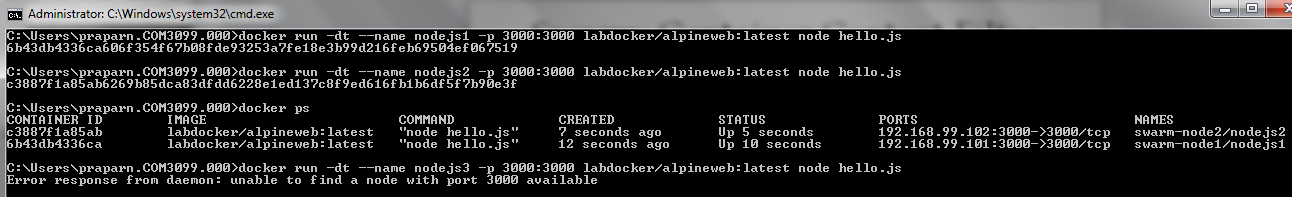 Administrator: C:\Windows\system32\cmd.exe
C:\Users\praparn.COM3099.000>docker run -dt --name nodejs1 -p 3000:3000 labdocker/alpineweb:latest node hello.js
6b43db4336ca606f354f67b08fde93253a7fe18e3b99d216feb69504ef067519
C:\Users\praparn.COM3099.000>docker run -dt --name nodejs2 -p 3000:3000 labdocker/alpineweb:latest node hello.js
c3887f1a85ab6269b85dca83dfdd6228e1ed137c8f9ed616fb1b6df5f7b90e3f
C:\Users\praparn.COM3099.000>docker ps
CONTAINER ID IMAGE COMMAND CREATED STATUS PORTS NAMES
c3887f1a85ab labdocker/alpineweb:latest "node hello.js" 7 seconds ago Up 5 seconds 192.168.99.102:3000->3000/tcp swarm-node2/nodejs2
6b43db4336ca labdocker/alpineweb:latest "node hello.js" 12 seconds ago Up 10 seconds 192.168.99.101:3000->3000/tcp swarm-node1/nodejs1
C:\Users\praparn.COM3099.000>docker run -dt --name nodejs3 -p 3000:3000 labdocker/alpineweb:latest node hello.js
Error response from daemon: unable to find a node with port 3000 available